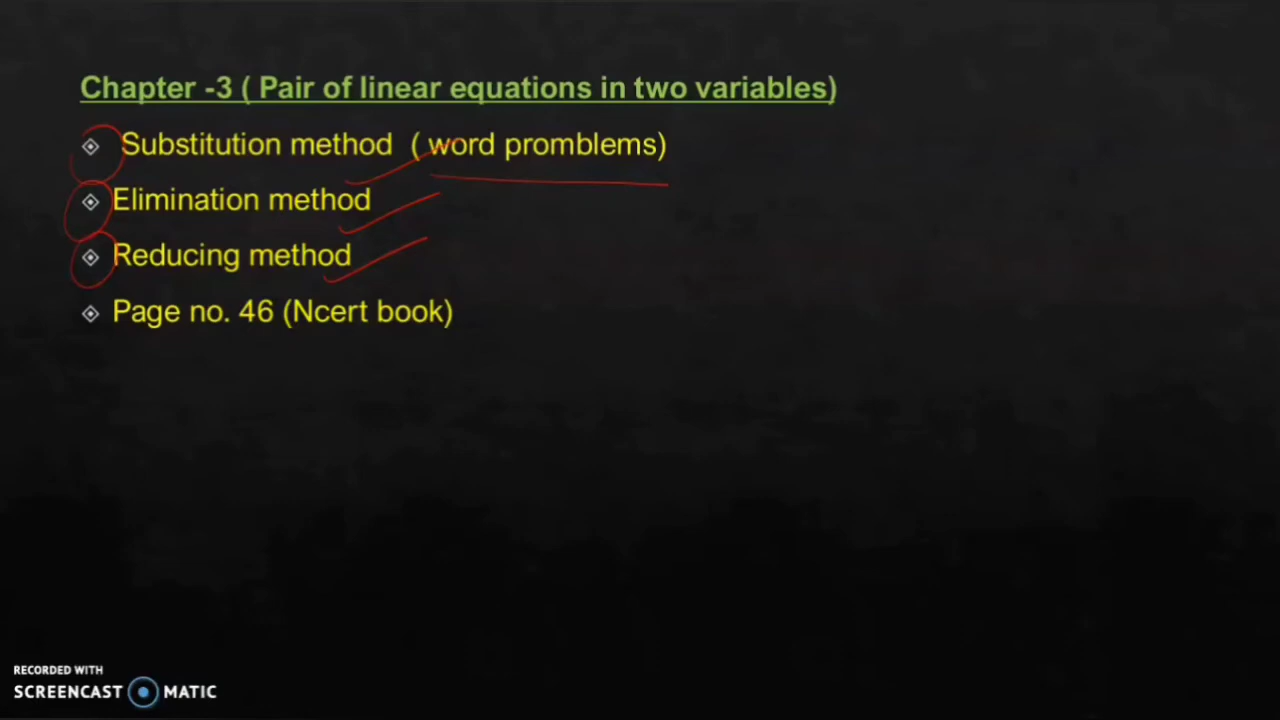 Chapter -3 ( Pair of linear equations in two variables)
Substitution method ( word promblems)
Elimination method
Reducing method
Page no. 46 (Ncert book)
RECORDED WITH
SCREENCAST MATIC